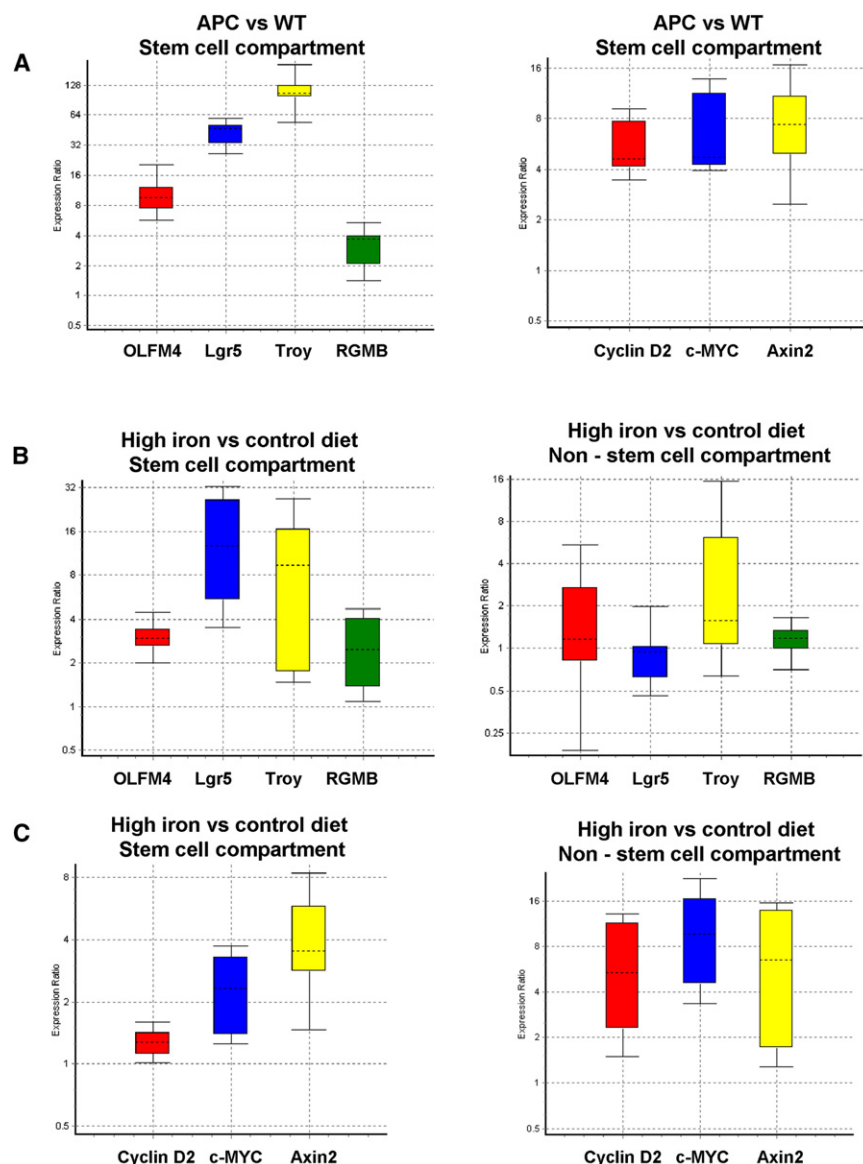 A
APC vs WT
Stem cell compartment
Expression Ratio
128
64
32
16
8
4
2
1
0.5
OLFM4 Lgr5 Troy RGMB
APC vs WT
Stem cell compartment
Expression Ratio
16
8
4
2
1
0.5
Cyclin D2 c-MYC Axin2
B
High iron vs control diet
Stem cell compartment
Expression Ratio
32
16
8
4
2
1
0.5
OLFM4 Lgr5 Troy RGMB
High iron vs control diet
Non - stem cell compartment
Expression Ratio
16
8
4
2
1
0.5
0.25
OLFM4 Lgr5 Troy RGMB
C
High iron vs control diet
Stem cell compartment
Expression Ratio
8
4
2
1
0.5
Cyclin D2 c-MYC Axin2
High iron vs control diet
Non - stem cell compartment
Expression Ratio
16
8
4
2
1
0.5
Cyclin D2 c-MYC Axin2